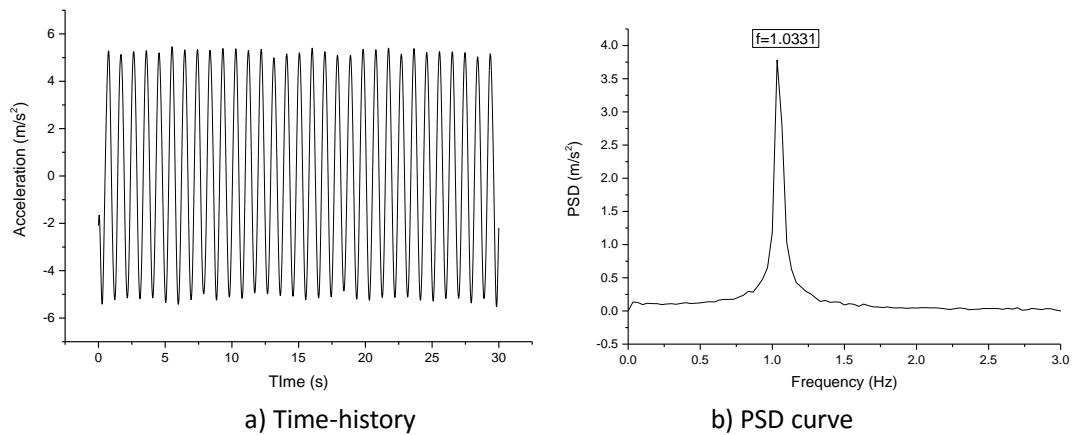 6
4
2
0
-2
-4
-6
Acceleration (m/s²)
0 5 10 15 20 25 30
TIme (s)
a) Time-history
f=1.0331
4.0
3.5
3.0
2.5
2.0
1.5
1.0
0.5
0.0
-0.5
PSD (m/s²)
0.0 0.5 1.0 1.5 2.0 2.5 3.0
Frequency (Hz)
b) PSD curve